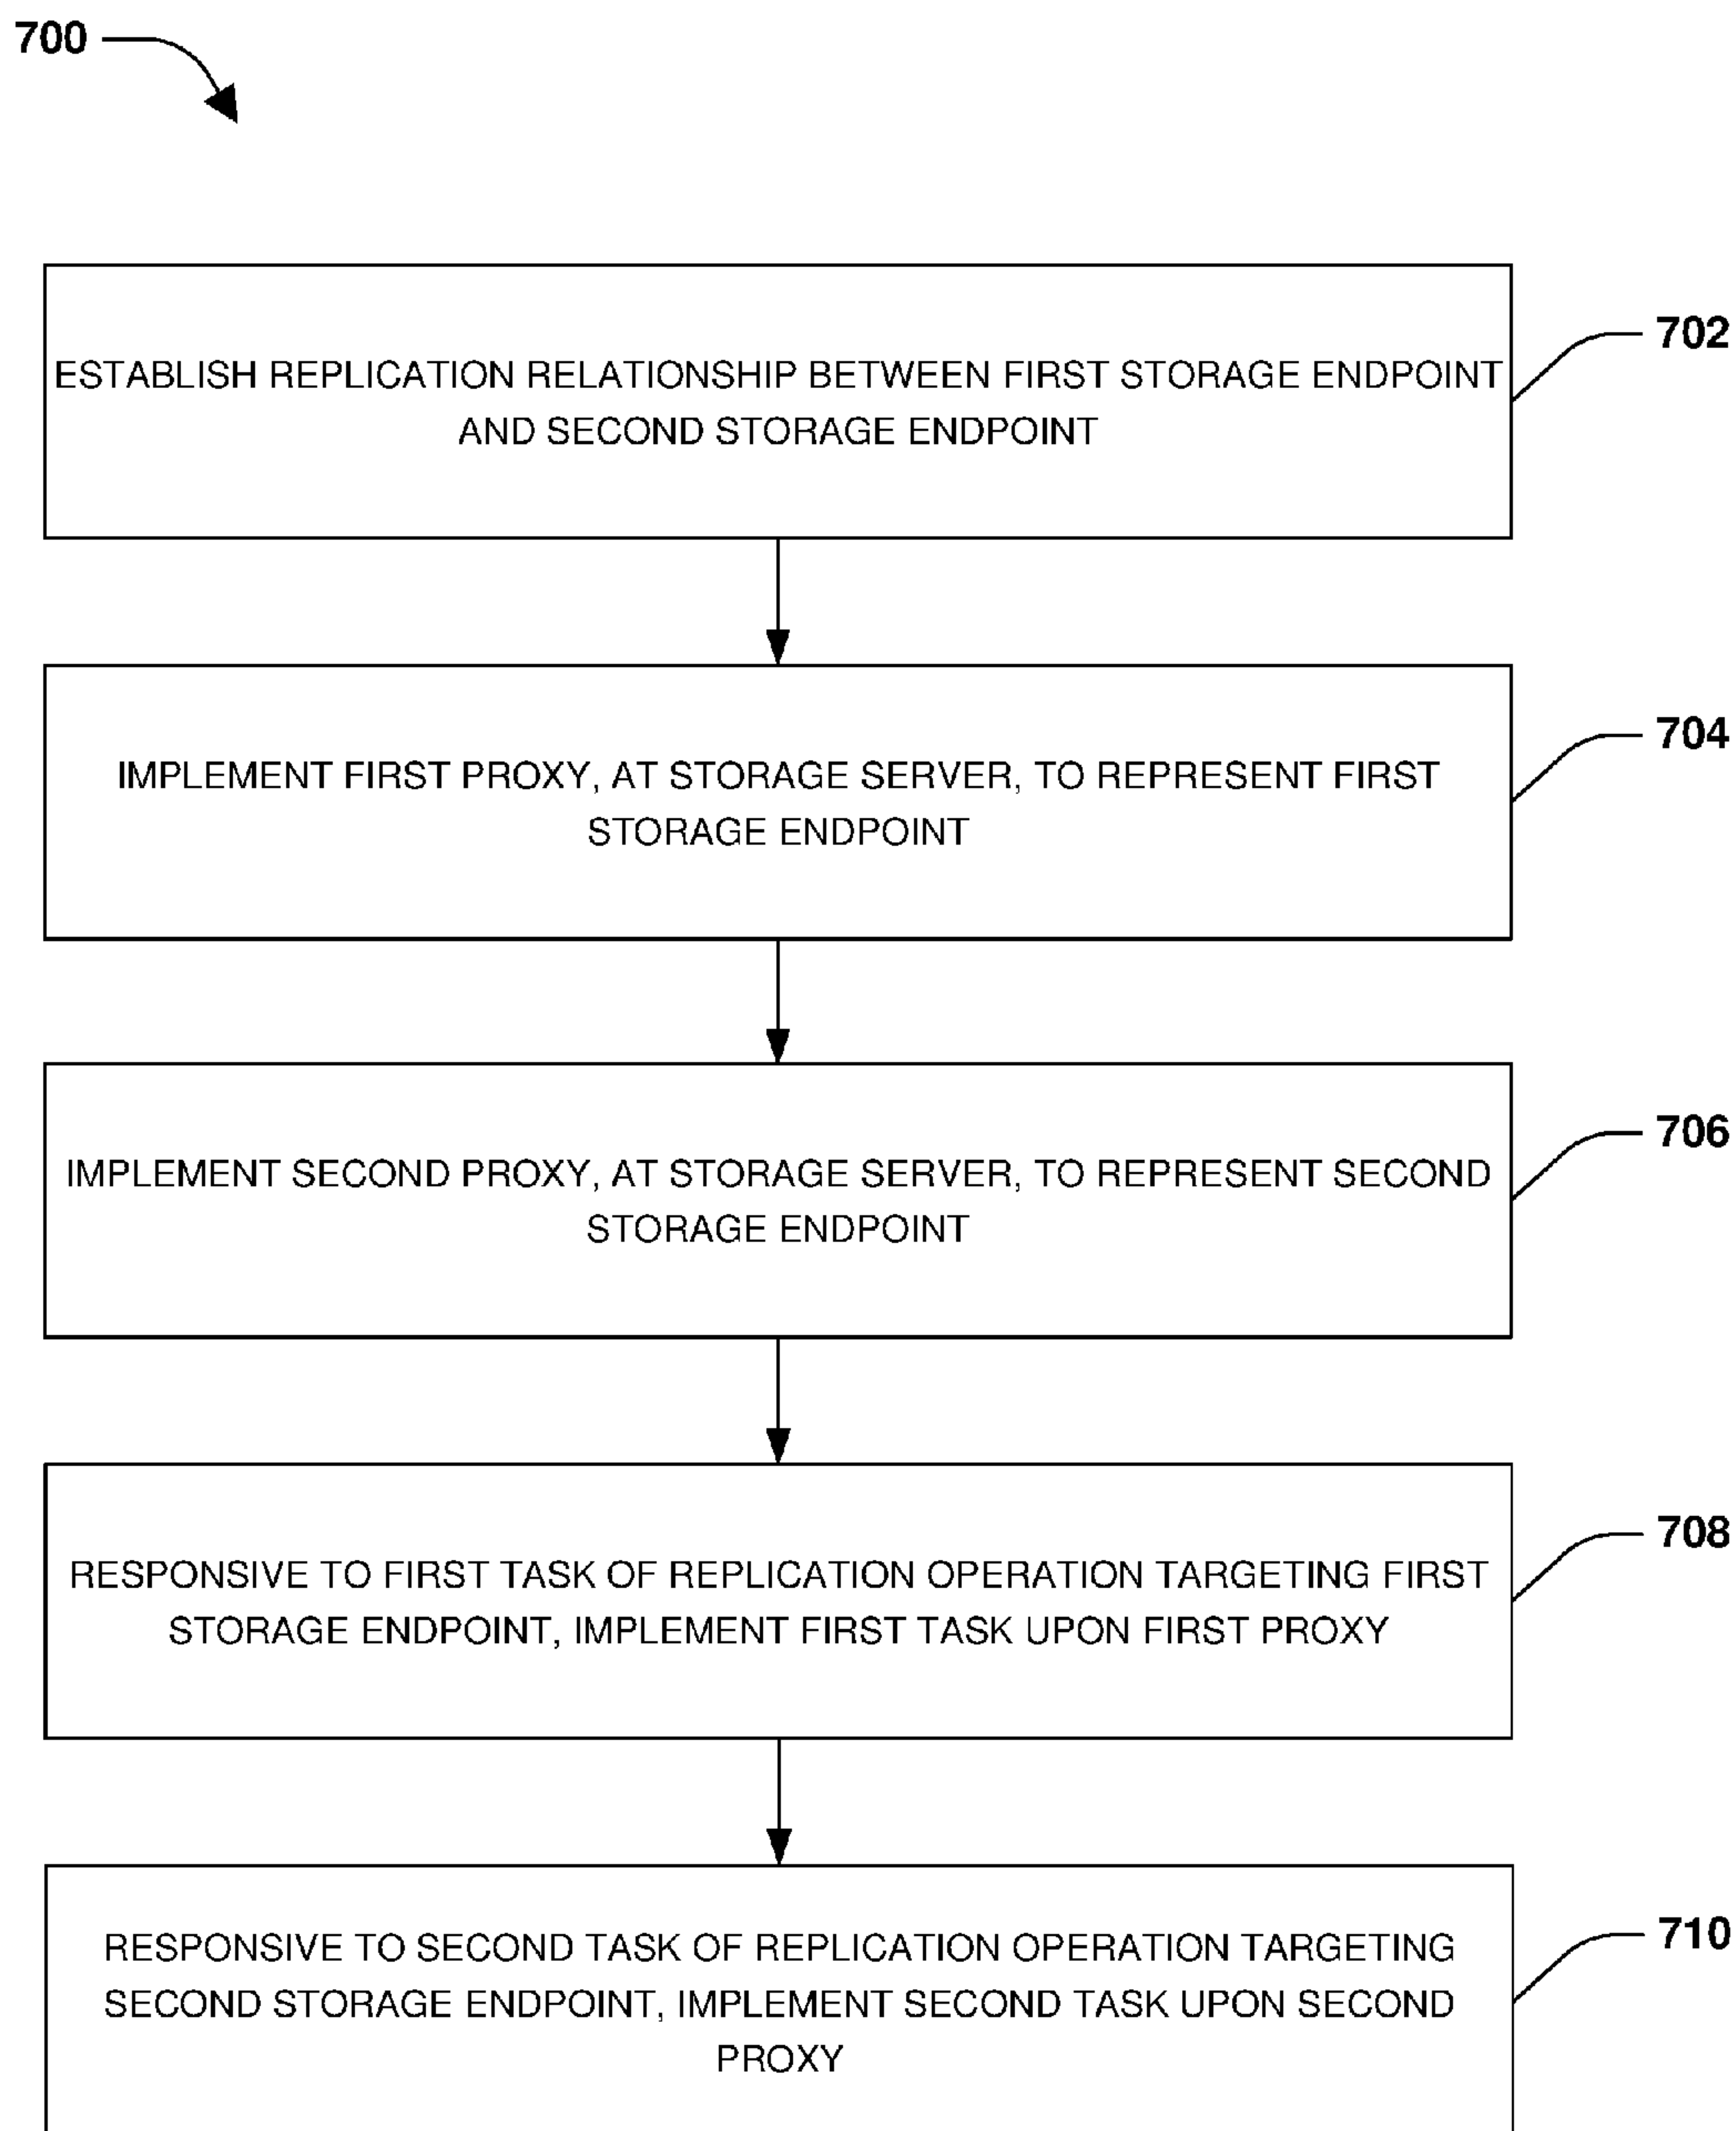 700
ESTABLISH REPLICATION RELATIONSHIP BETWEEN FIRST STORAGE ENDPOINT
AND SECOND STORAGE ENDPOINT
702
IMPLEMENT FIRST PROXY, AT STORAGE SERVER, TO REPRESENT FIRST
STORAGE ENDPOINT
704
IMPLEMENT SECOND PROXY, AT STORAGE SERVER, TO REPRESENT SECOND
STORAGE ENDPOINT
706
RESPONSIVE TO FIRST TASK OF REPLICATION OPERATION TARGETING FIRST
STORAGE ENDPOINT, IMPLEMENT FIRST TASK UPON FIRST PROXY
708
RESPONSIVE TO SECOND TASK OF REPLICATION OPERATION TARGETING
SECOND STORAGE ENDPOINT, IMPLEMENT SECOND TASK UPON SECOND
PROXY
710